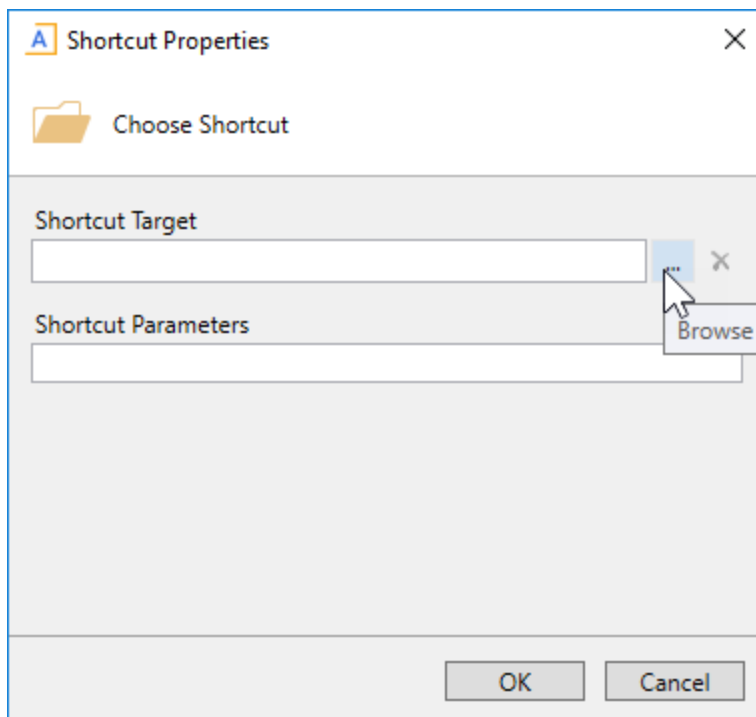 A Shortcut Properties
Choose Shortcut
Shortcut Target
...
Shortcut Parameters
Browse
OK Cancel